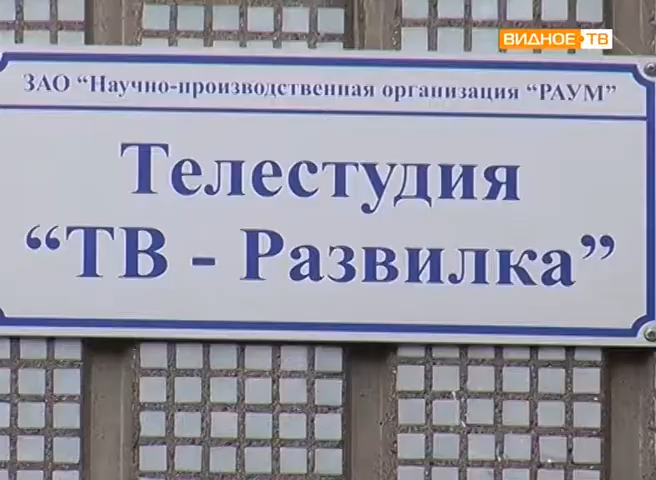 ВИДНОЕ ТВ
ЗАО “Научно-производственная организация “РАУМ”
Телестудия
“ТВ - Развилка”